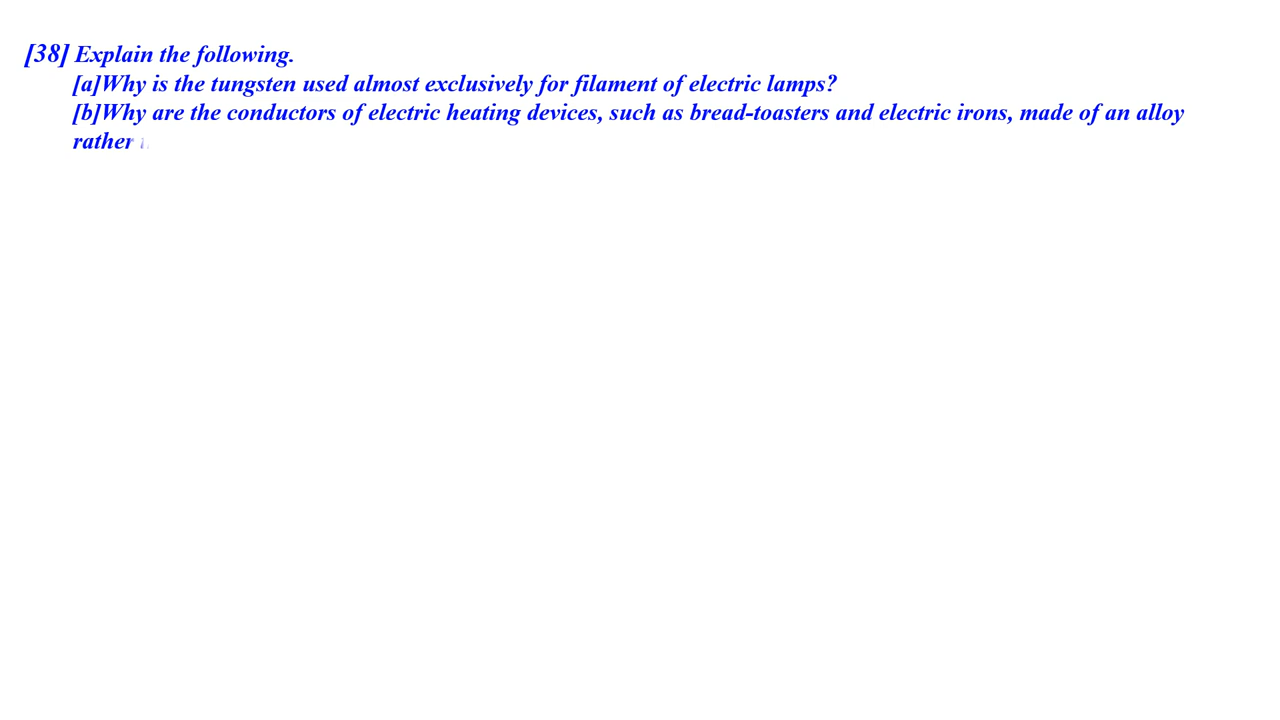 [38] Explain the following.
[a]Why is the tungsten used almost exclusively for filament of electric lamps?
[b]Why are the conductors of electric heating devices, such as bread-toasters and electric irons, made of an alloy
rather